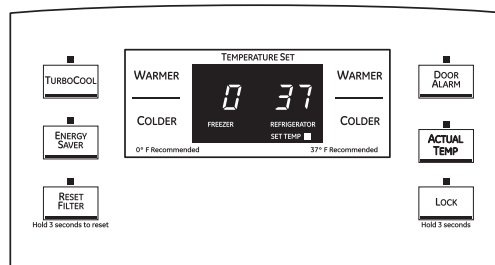 TEMPERATURE SET
TURBOCOOL
WARMER
0 37
WARMER
DOOR
ALARM
COLDER
FREEZER
REFRIGERATOR
COLDER
SET TEMP
ENERGY
SAVER
ACTUAL
TEMP
0° F Recommended
37° F Recommended
RESET
FILTER
LOCK
Hold 3 seconds to reset
Hold 3 seconds